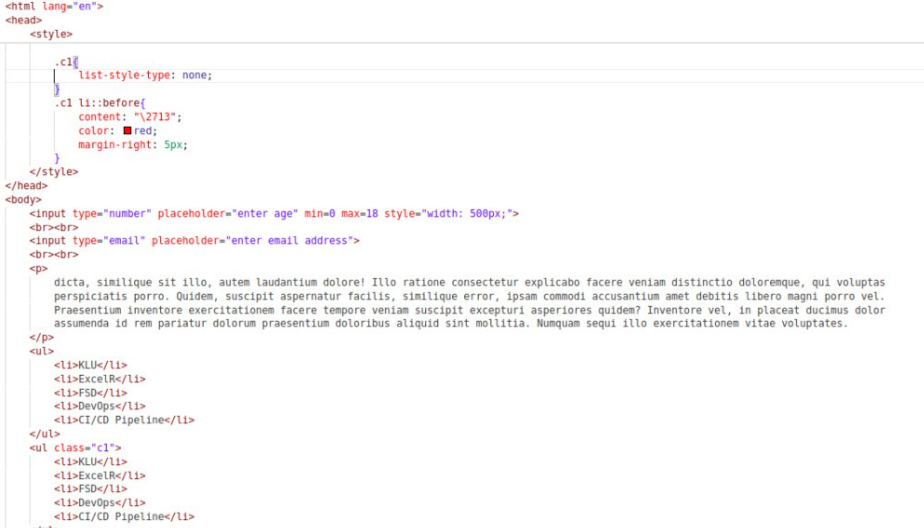 <html lang="en">
<head>
<style>
.c1{
list-style-type: none;
}
.c1 li::before{
content: "\2713";
color: red;
margin-right: 5px;
}
</style>
</head>
<body>
<input type="number" placeholder="enter age" min=0 max=18 style="width: 500px;">
<br><br>
<input type="email" placeholder="enter email address">
<br><br>
<p>
dicta, similique sit illo, autem laudantium dolore! Illo ratione consectetur explicabo facere veniam distinctio doloremque, qui voluptas
perspiciatis porro. Quidem, suscipit aspernatur facilis, similique error, ipsam commodi accusantium amet debitis libero magni porro vel.
Praesentium inventore exercitationem facere tempore veniam suscipit excepturi asperiores quidem? Inventore vel, in placeat ducimus dolor
assumenda id rem pariatur dolorum praesentium doloribus aliquid sint mollitia. Numquam sequi illo exercitationem vitae voluptates.
</p>
<ul>
<li>KLU</li>
<li>ExcelR</li>
<li>FSD</li>
<li>DevOps</li>
<li>CI/CD Pipeline</li>
</ul>
<ul class="c1">
<li>KLU</li>
<li>ExcelR</li>
<li>FSD</li>
<li>DevOps</li>
<li>CI/CD Pipeline</li>